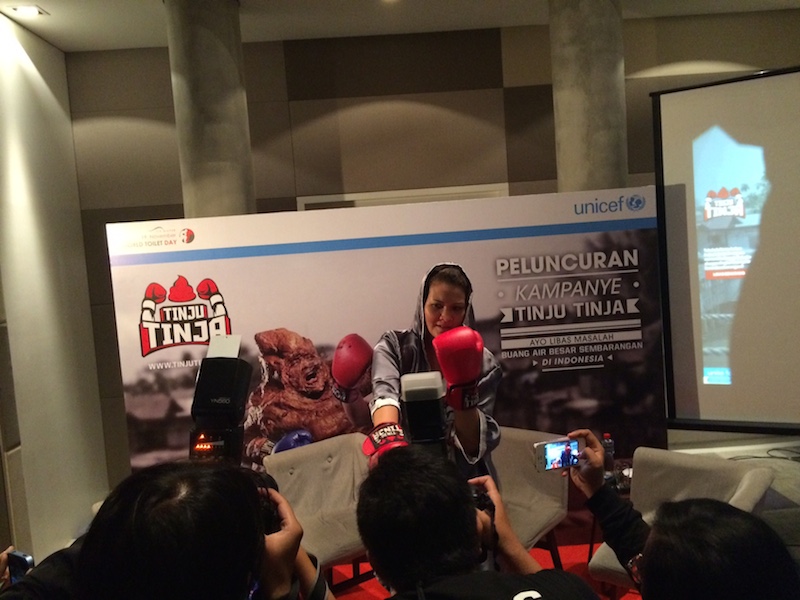 WORLD TOILET DAY
unicef
TINJU
TINJA
PELUNCURAN
KAMPANYE
TINJU TINJA
AYO LIBAS MASALAH
BUANG AIR BESAR SEMBARANGAN
DI INDONESIA
TINJU
TINJA